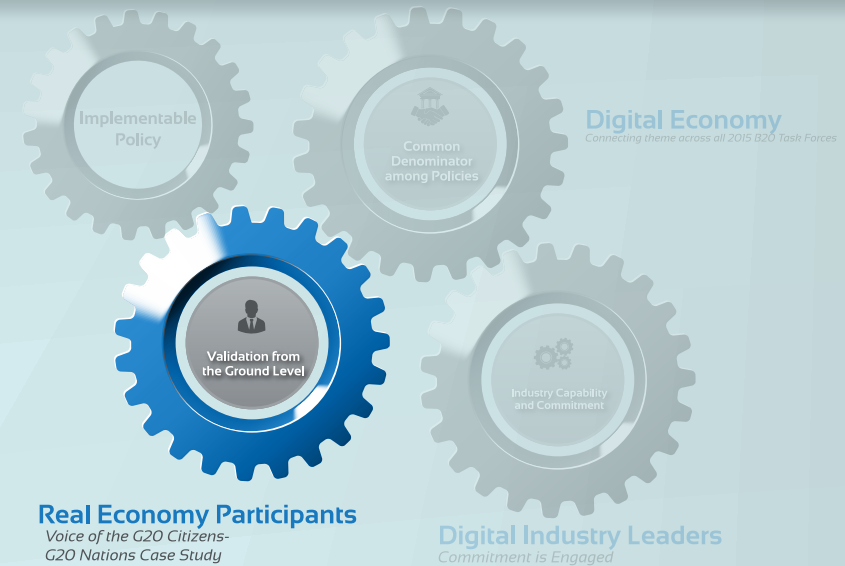 Implementable
Policy
Common
Denominator
among Policies
Digital Economy
Connecting theme across all 2015 B20 Task Forces
Validation from
the Ground Level
Industry Capability
and Commitment
Real Economy Participants
Voice of the G20 Citizens-
G20 Nations Case Study
Digital Industry Leaders
Commitment is Engaged